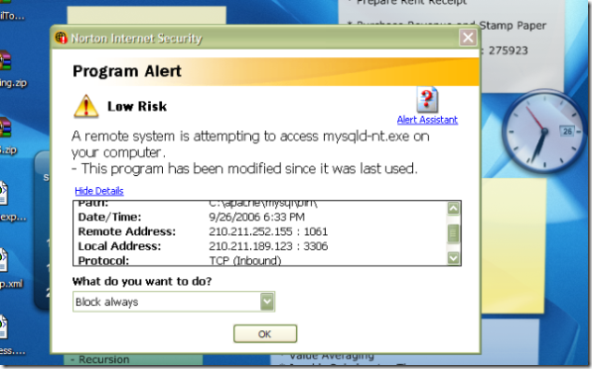 * Prepare Rent Receipt
Norton Internet Security
* Purchase Revenue and Stamp Paper
: 275923
Program Alert
Low Risk
Alert Assistant
A remote system is attempting to access mysqld-nt.exe on
your computer.
- This program has been modified since it was last used.
Hide Details
Path: C:\apache\mysql\bin\
Date/Time: 9/26/2006 6:33 PM
Remote Address: 210.211.252.155 : 1061
Local Address: 210.211.189.123 : 3306
Protocol: TCP (Inbound)
What do you want to do?
Block always
OK
26
ing.zip
.zip
p.xml
* Recursion
* Value Averaging